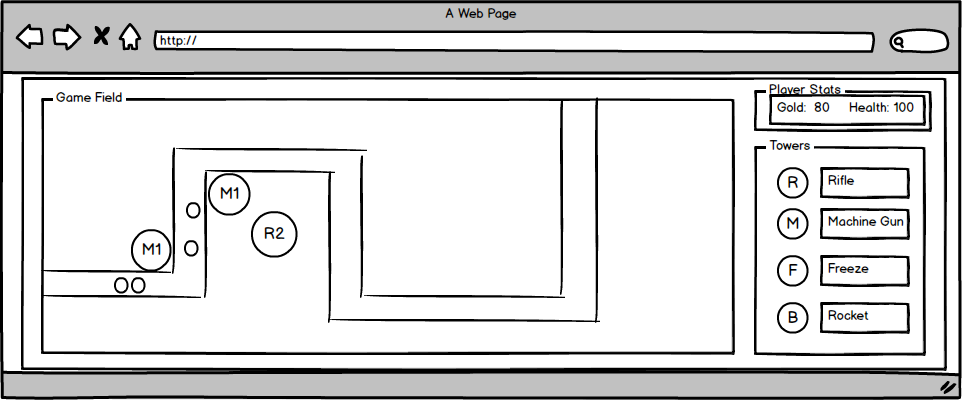 A Web Page
http://
Game Field
M1
R2
M1
Player Stats
Gold: 80 Health: 100
Towers
R Rifle
M Machine Gun
F Freeze
B Rocket